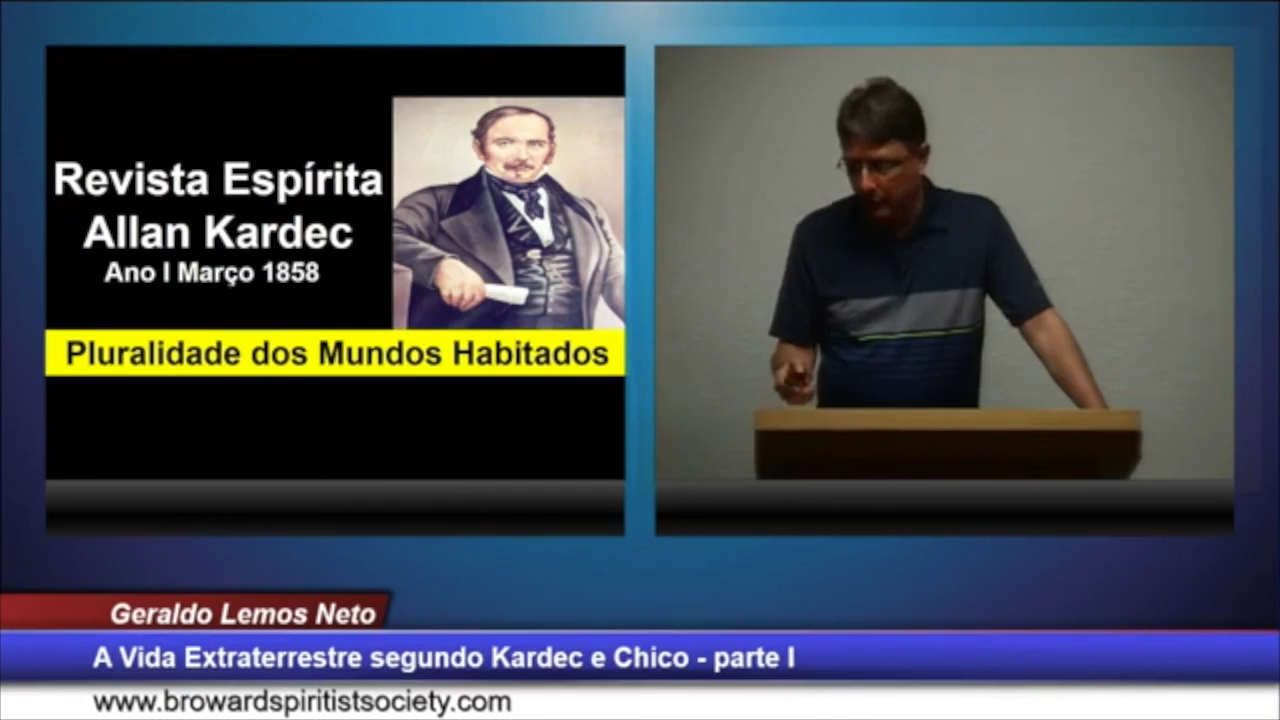 Revista Espírita
Allan Kardec
Ano I Março 1858
Pluralidade dos Mundos Habitados
Geraldo Lemos Neto
A Vida Extraterrestre segundo Kardec e Chico - parte I
www.browardspiritistsociety.com